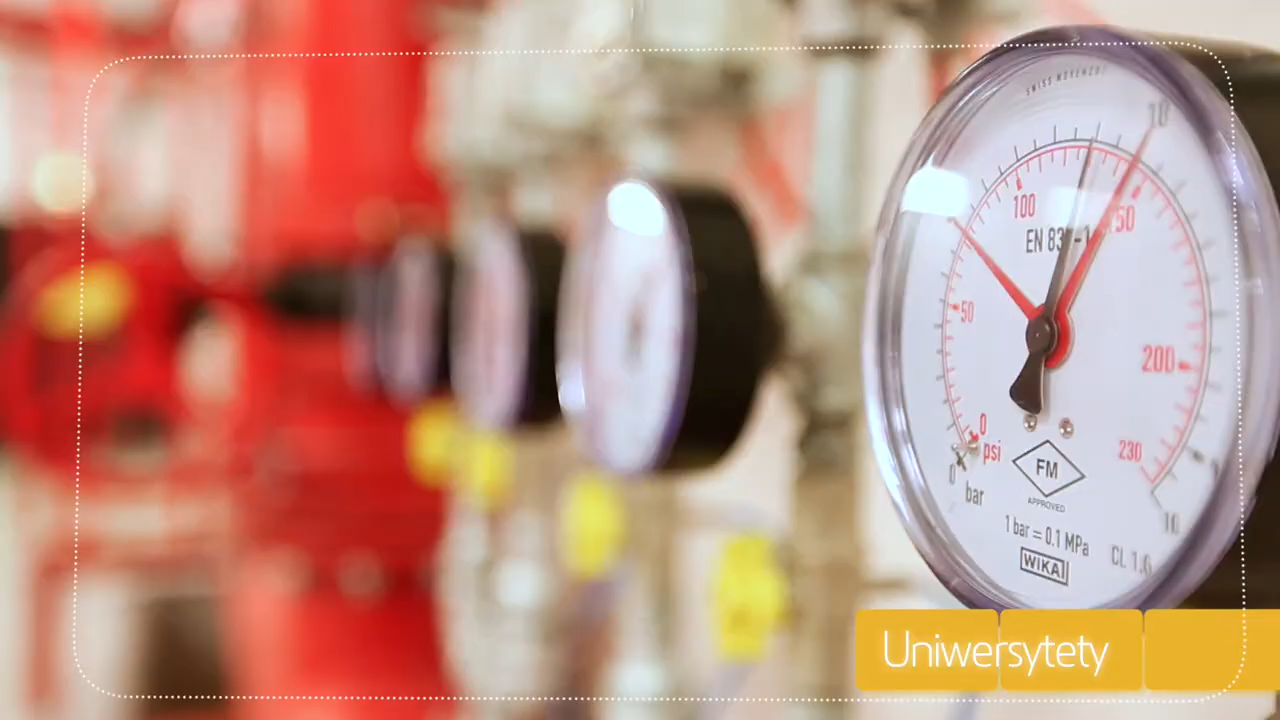 SWISS MOVEMENT
10
100
50
EN 837-1
50
200
0
psi
230
0
bar
FM
APPROVED
16
1 bar = 0.1 MPa
CL 1.0
WIKA
Uniwersytety